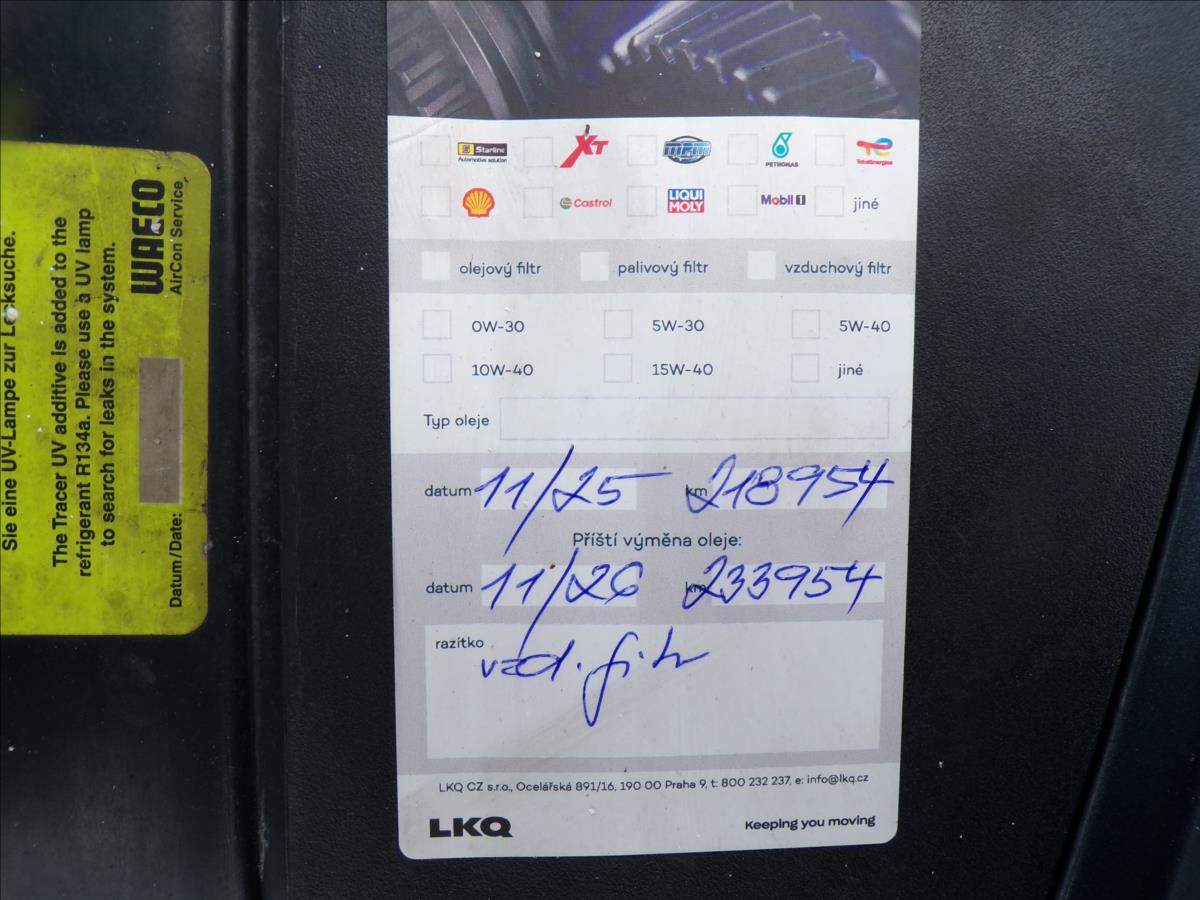 Sie eine UV-Lampe zur Lecksuche.
The Tracer UV additive is added to the
refrigerant R134a. Please use a UV lamp
to search for leaks in the system.
WAECO
AirCon Service
Datum/Date:
Starline XT MPM PETRONAS TotalEnergies
Automotive solution
Castrol LIQUI MOLY Mobil 1 jiné
olejový filtr palivový filtr vzduchový filtr
0W-30 5W-30 5W-40
10W-40 15W-40 jiné
Typ oleje
datum 11/25 km 218954
Příští výměna oleje:
datum 11/26 km 233954
razítko
vzd. filtr
LKQ CZ s.r.o., Ocelářská 891/16, 190 00 Praha 9, t: 800 232 237, e: info@lkq.cz
LKQ Keeping you moving